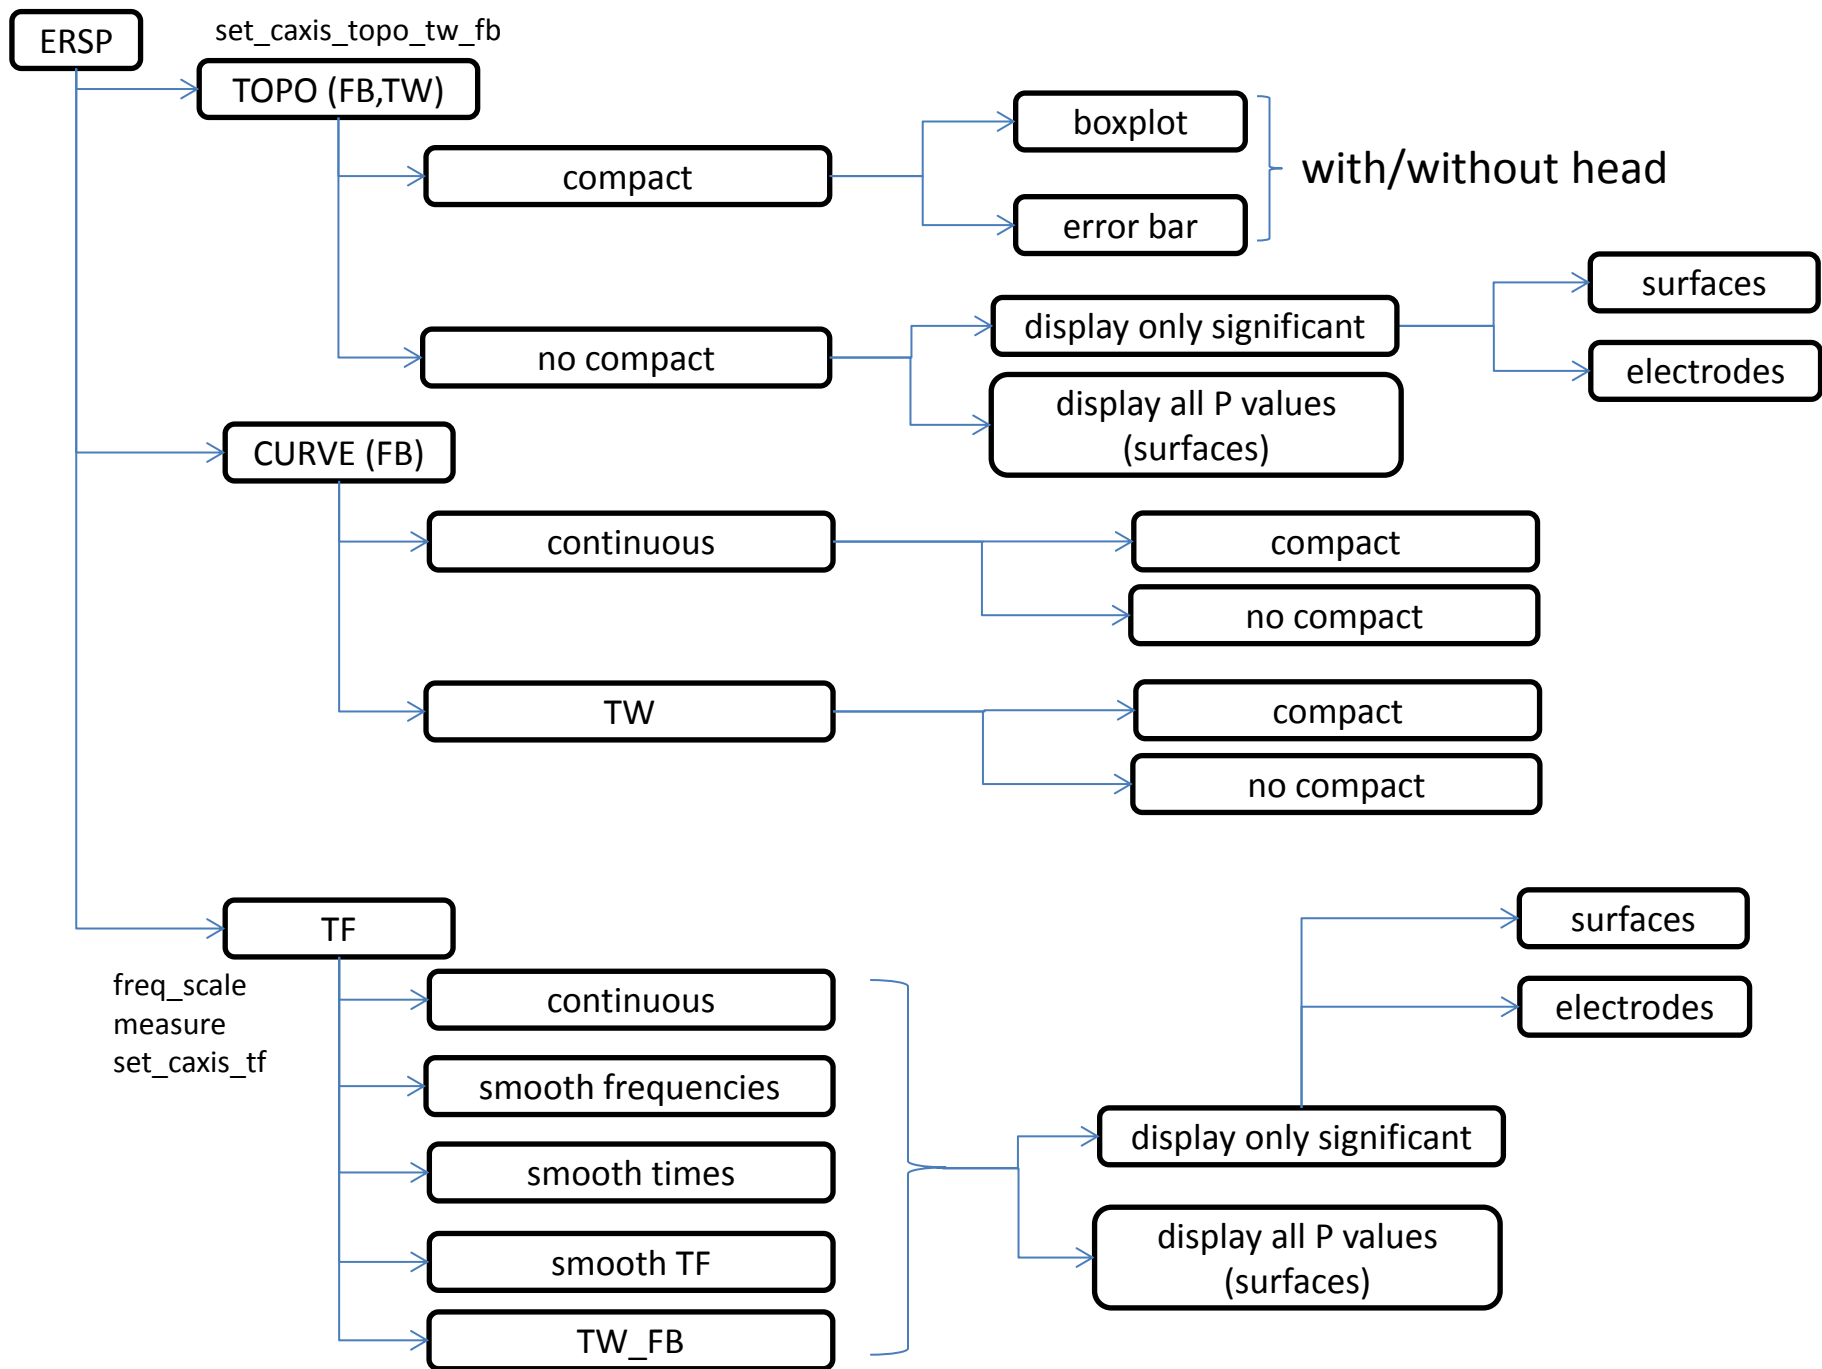 ERSP
set_caxis_topo_tw_fb
TOPO (FB,TW)
compact
boxplot
error bar
with/without head
no compact
display only significant
surfaces
electrodes
display all P values
(surfaces)
CURVE (FB)
continuous
compact
no compact
TW
compact
no compact
TF
freq_scale
measure
set_caxis_tf
continuous
smooth frequencies
smooth times
smooth TF
TW_FB
display only significant
surfaces
electrodes
display all P values
(surfaces)